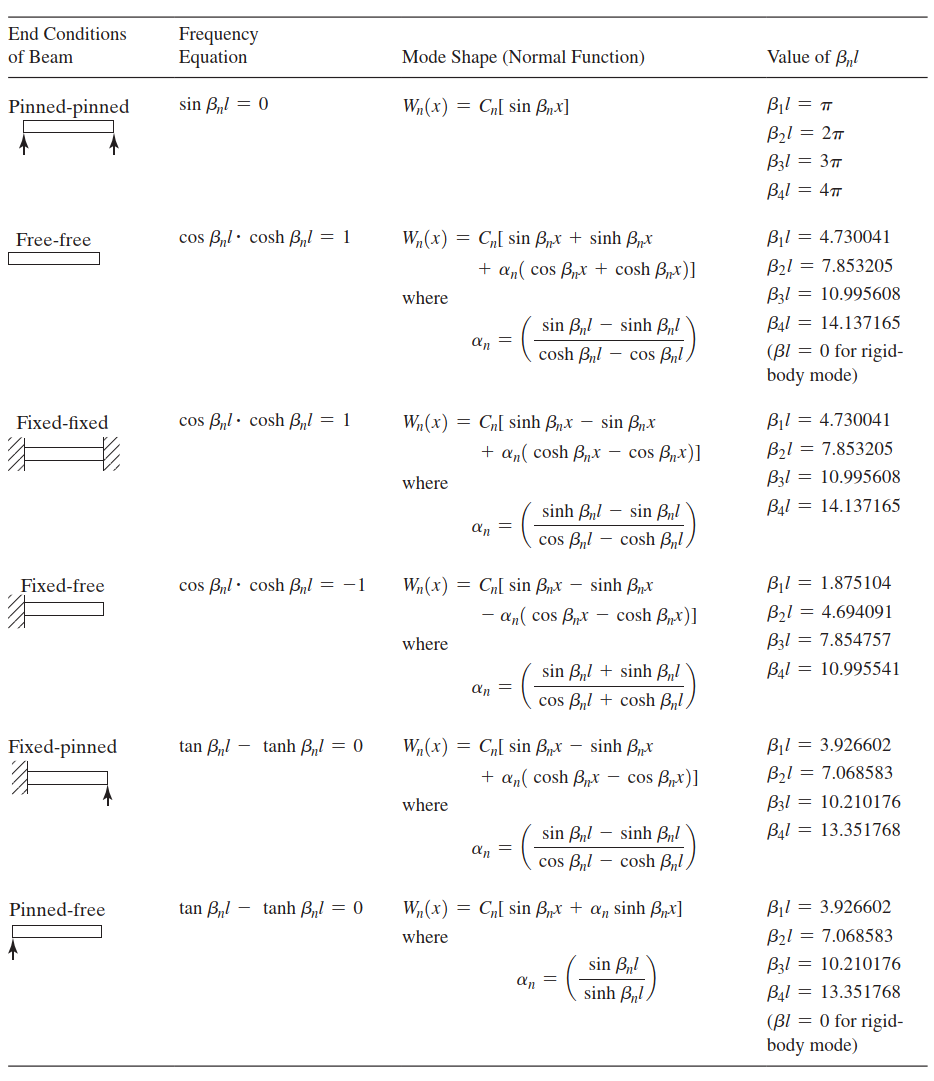 End Conditions of Beam | Frequency Equation | Mode Shape (Normal Function) | Value of βₙl
Pinned-pinned
sin βₙl = 0
Wₙ(x) = Cₙ[ sin βₙx]
β₁l = π
β₂l = 2π
β₃l = 3π
β₄l = 4π
Free-free
cos βₙl · cosh βₙl = 1
Wₙ(x) = Cₙ[ sin βₙx + sinh βₙx
+ αₙ( cos βₙx + cosh βₙx)]
where
αₙ = ( (sin βₙl − sinh βₙl) / (cosh βₙl − cos βₙl) )
β₁l = 4.730041
β₂l = 7.853205
β₃l = 10.995608
β₄l = 14.137165
(βl = 0 for rigid-
body mode)
Fixed-fixed
cos βₙl · cosh βₙl = 1
Wₙ(x) = Cₙ[ sinh βₙx − sin βₙx
+ αₙ( cosh βₙx − cos βₙx)]
where
αₙ = ( (sinh βₙl − sin βₙl) / (cos βₙl − cosh βₙl) )
β₁l = 4.730041
β₂l = 7.853205
β₃l = 10.995608
β₄l = 14.137165
Fixed-free
cos βₙl · cosh βₙl = −1
Wₙ(x) = Cₙ[ sin βₙx − sinh βₙx
− αₙ( cos βₙx − cosh βₙx)]
where
αₙ = ( (sin βₙl + sinh βₙl) / (cos βₙl + cosh βₙl) )
β₁l = 1.875104
β₂l = 4.694091
β₃l = 7.854757
β₄l = 10.995541
Fixed-pinned
tan βₙl − tanh βₙl = 0
Wₙ(x) = Cₙ[ sin βₙx − sinh βₙx
+ αₙ( cosh βₙx − cos βₙx)]
where
αₙ = ( (sin βₙl − sinh βₙl) / (cos βₙl − cosh βₙl) )
β₁l = 3.926602
β₂l = 7.068583
β₃l = 10.210176
β₄l = 13.351768
Pinned-free
tan βₙl − tanh βₙl = 0
Wₙ(x) = Cₙ[ sin βₙx + αₙ sinh βₙx]
where
αₙ = ( (sin βₙl) / (sinh βₙl) )
β₁l = 3.926602
β₂l = 7.068583
β₃l = 10.210176
β₄l = 13.351768
(βl = 0 for rigid-
body mode)